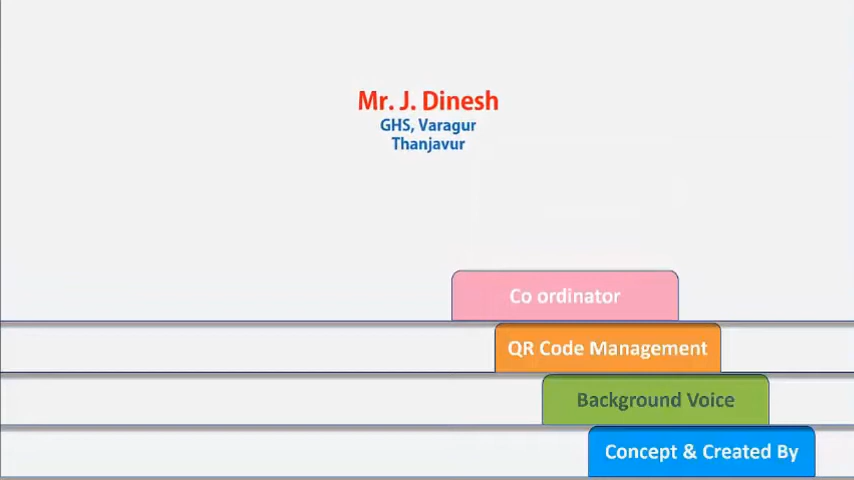 Mr. J. Dinesh
GHS, Varagur
Thanjavur
Co ordinator
QR Code Management
Background Voice
Concept & Created By